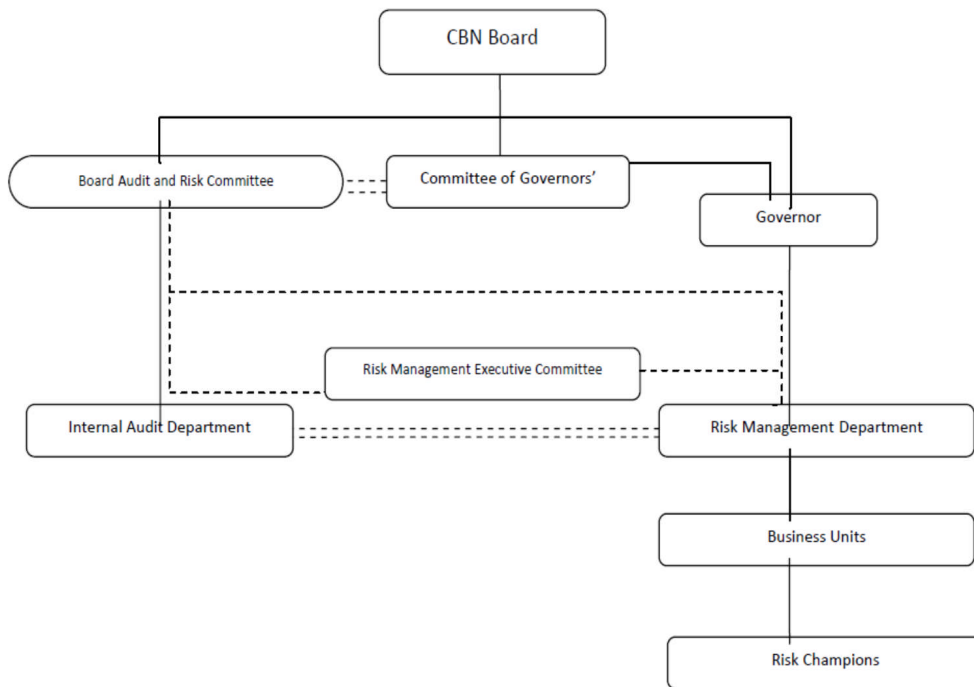 CBN Board
Board Audit and Risk Committee
Committee of Governors’
Governor
Risk Management Executive Committee
Internal Audit Department
Risk Management Department
Business Units
Risk Champions